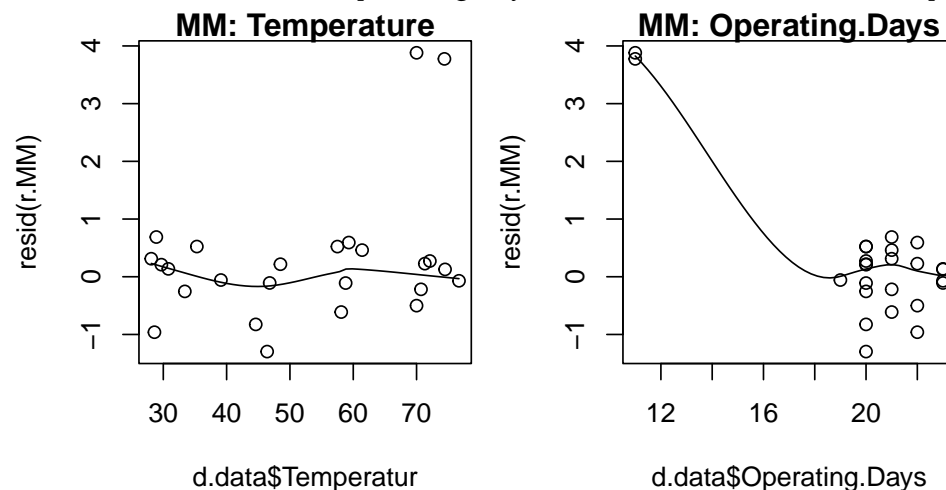 MM: Temperature
4
3
2
1
0
−1
resid(r.MM)
30 40 50 60 70
d.data$Temperatur
MM: Operating.Days
4
3
2
1
0
−1
resid(r.MM)
12 16 20
d.data$Operating.Days